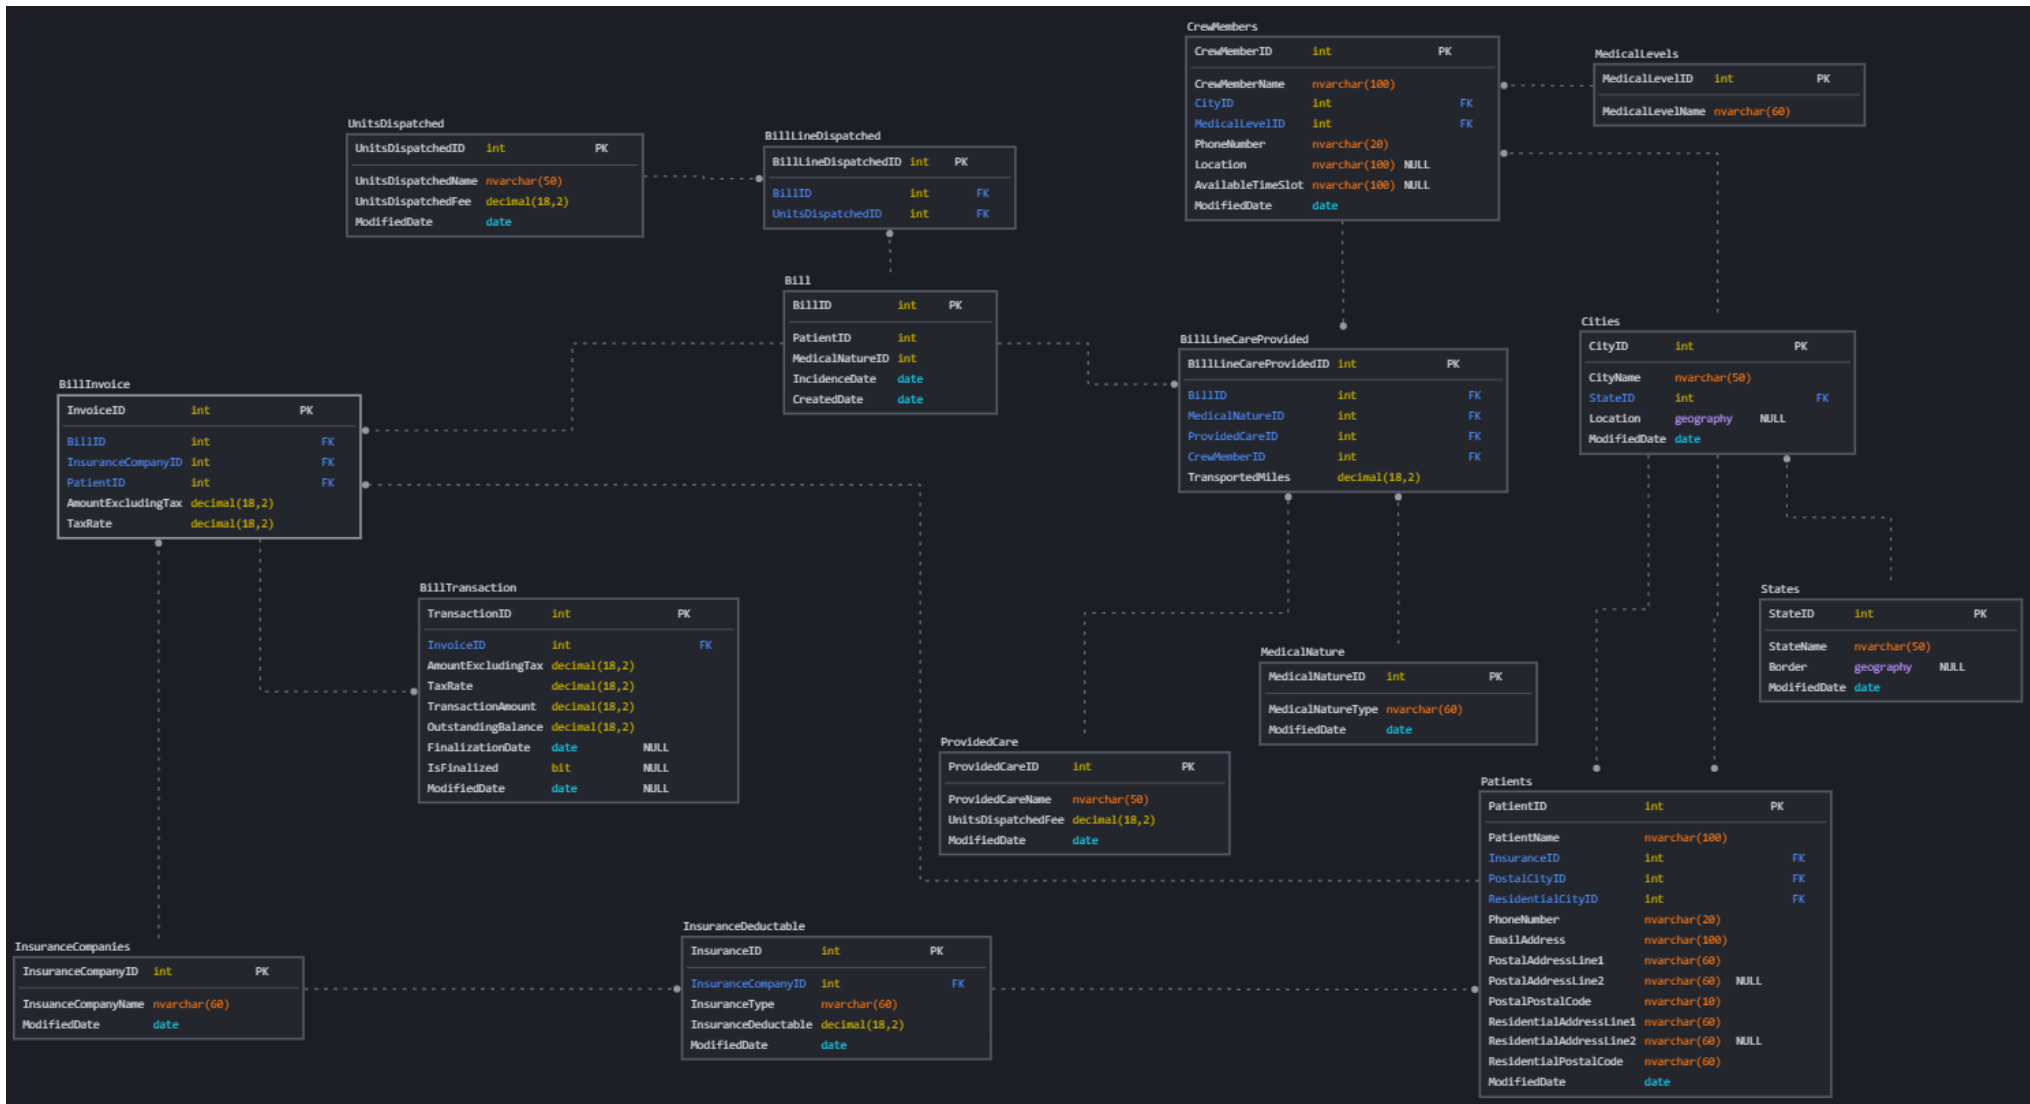 CrewMembers
CrewMemberID int PK
CrewMemberName nvarchar(100)
CityID int FK
MedicalLevelID int FK
PhoneNumber nvarchar(20)
Location nvarchar(100) NULL
AvailableTimeSlot nvarchar(100) NULL
ModifiedDate date
MedicalLevels
MedicalLevelID int PK
MedicalLevelName nvarchar(60)
UnitsDispatched
UnitsDispatchedID int PK
UnitsDispatchedName nvarchar(50)
UnitsDispatchedFee decimal(18,2)
ModifiedDate date
BillLineDispatched
BillLineDispatchedID int PK
BillID int FK
UnitsDispatchedID int FK
Bill
BillID int PK
PatientID int
MedicalNatureID int
IncidenceDate date
CreatedDate date
BillLineCareProvided
BillLineCareProvidedID int PK
BillID int FK
MedicalNatureID int FK
ProvidedCareID int FK
CrewMemberID int FK
TransportedMiles decimal(18,2)
Cities
CityID int PK
CityName nvarchar(50)
StateID int FK
Location geography NULL
ModifiedDate date
BillInvoice
InvoiceID int PK
BillID int FK
InsuranceCompanyID int FK
PatientID int FK
AmountExcludingTax decimal(18,2)
TaxRate decimal(18,2)
BillTransaction
TransactionID int PK
InvoiceID int FK
AmountExcludingTax decimal(18,2)
TaxRate decimal(18,2)
TransactionAmount decimal(18,2)
OutstandingBalance decimal(18,2)
FinalizationDate date NULL
IsFinalized bit NULL
ModifiedDate date NULL
States
StateID int PK
StateName nvarchar(50)
Border geography NULL
ModifiedDate date
MedicalNature
MedicalNatureID int PK
MedicalNatureType nvarchar(60)
ModifiedDate date
ProvidedCare
ProvidedCareID int PK
ProvidedCareName nvarchar(50)
UnitsDispatchedFee decimal(18,2)
ModifiedDate date
Patients
PatientID int PK
PatientName nvarchar(100)
InsuranceID int FK
PostalCityID int FK
ResidentialCityID int FK
PhoneNumber nvarchar(20)
EmailAddress nvarchar(100)
PostalAddressLine1 nvarchar(60)
PostalAddressLine2 nvarchar(60) NULL
PostalPostalCode nvarchar(10)
ResidentialAddressLine1 nvarchar(60)
ResidentialAddressLine2 nvarchar(60) NULL
ResidentialPostalCode nvarchar(60)
ModifiedDate date
InsuranceCompanies
InsuranceCompanyID int PK
InsuanceCompanyName nvarchar(60)
ModifiedDate date
InsuranceDeductable
InsuranceID int PK
InsuranceCompanyID int FK
InsuranceType nvarchar(60)
InsuranceDeductable decimal(18,2)
ModifiedDate date